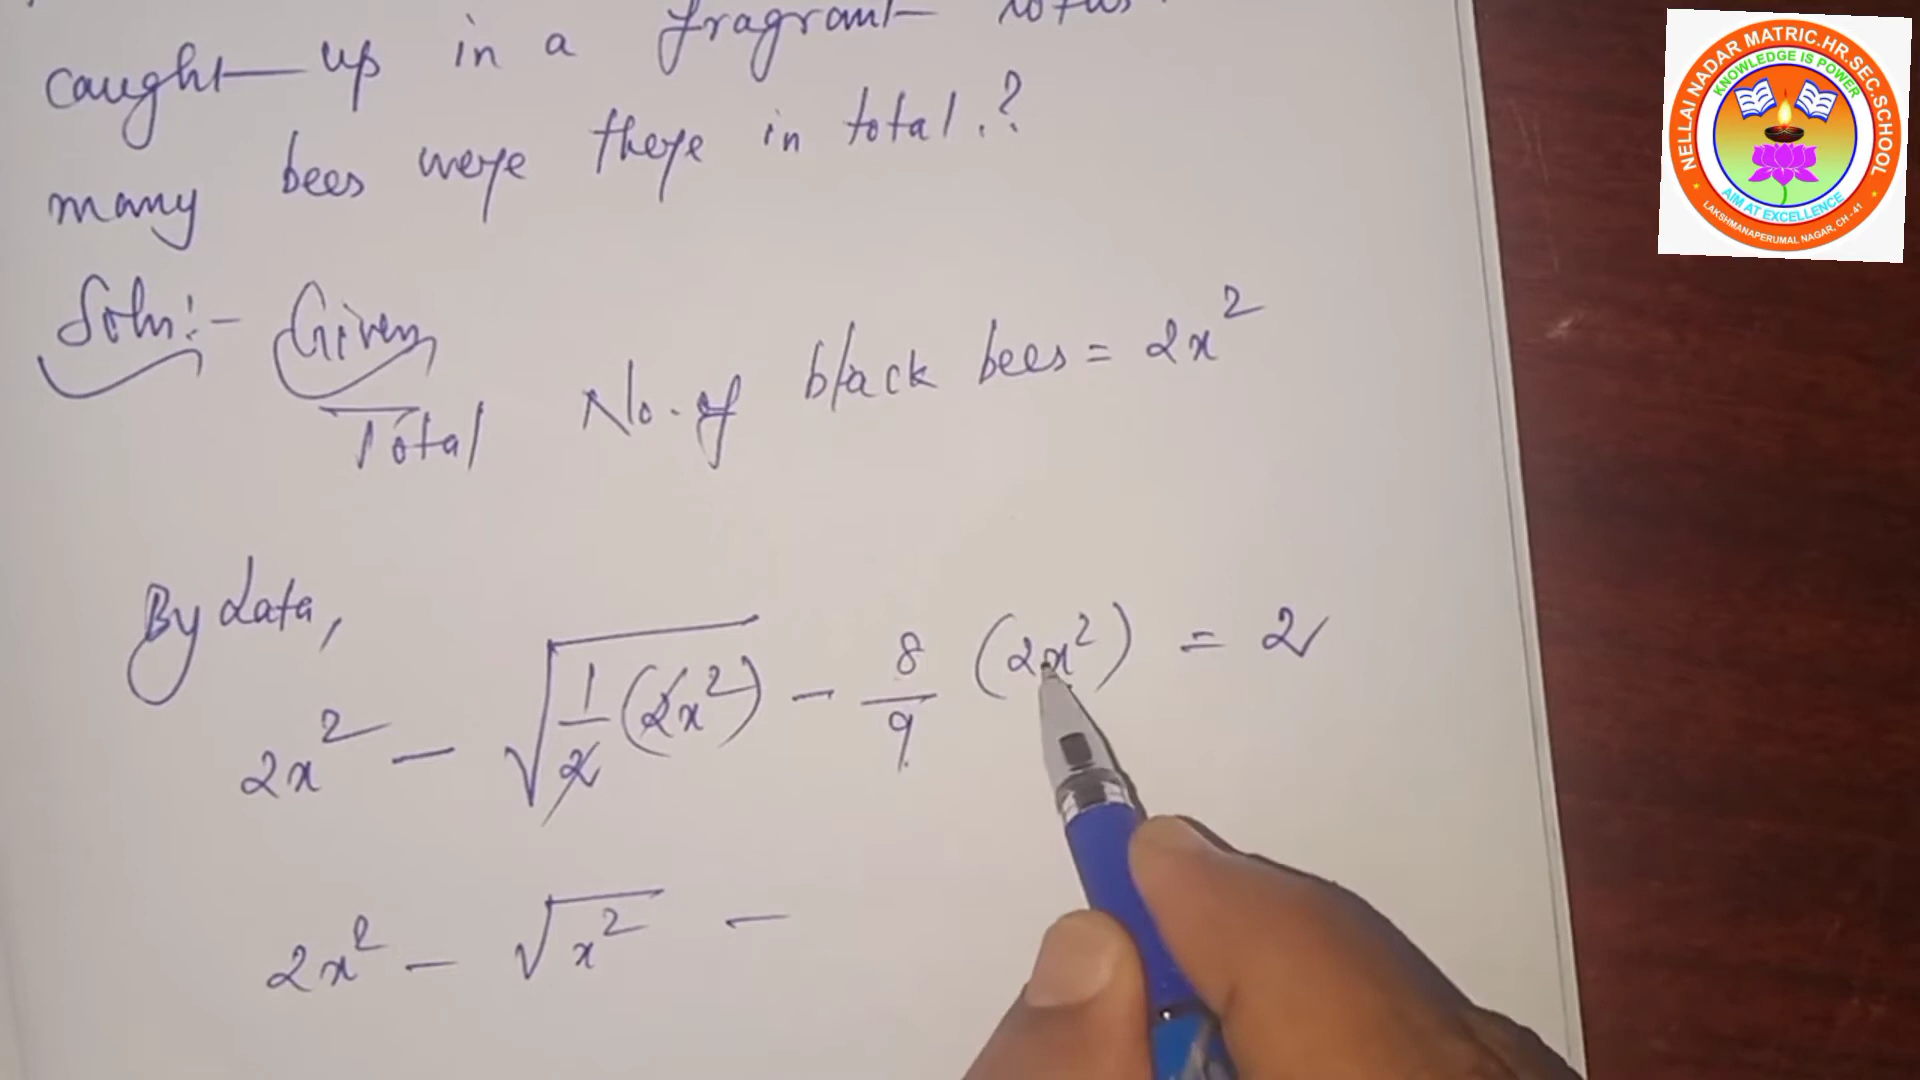 caught up in a fragrant lotus.
many bees were there in total.?
Soln:- Given
Total No. of black bees = 2x²
By data,
2x² - √(1/2 (2x²)) - 8/9 (2x²) = 2
2x² - √x² -
NELLAI NADAR MATRIC.HR.SEC.SCHOOL
KNOWLEDGE IS POWER
AIM AT EXCELLENCE
LAKSHMANAPERUMAL NAGAR, CH - 41